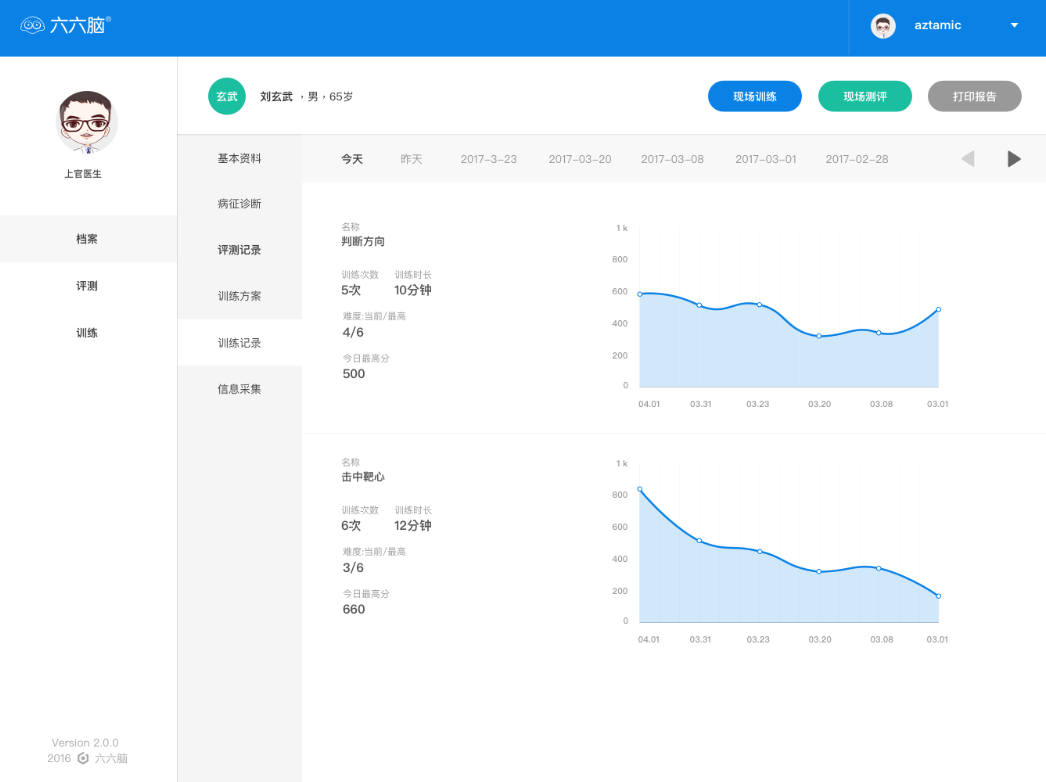 六六脑®
aztamic
上官医生
档案
评测
训练
Version 2.0.0
2016 六六脑
玄武
刘玄武 ，男，65岁
现场训练
现场测评
打印报告
基本资料
病征诊断
评测记录
训练方案
训练记录
信息采集
今天 昨天 2017-3-23 2017-03-20 2017-03-08 2017-03-01 2017-02-28
名称
判断方向
训练次数 训练时长
5次 10分钟
难度:当前/最高
4/6
今日最高分
500
1 k
800
600
400
200
0
04.01 03.31 03.23 03.20 03.08 03.01
名称
击中靶心
训练次数 训练时长
6次 12分钟
难度:当前/最高
3/6
今日最高分
660
1 k
800
600
400
200
0
04.01 03.31 03.23 03.20 03.08 03.01